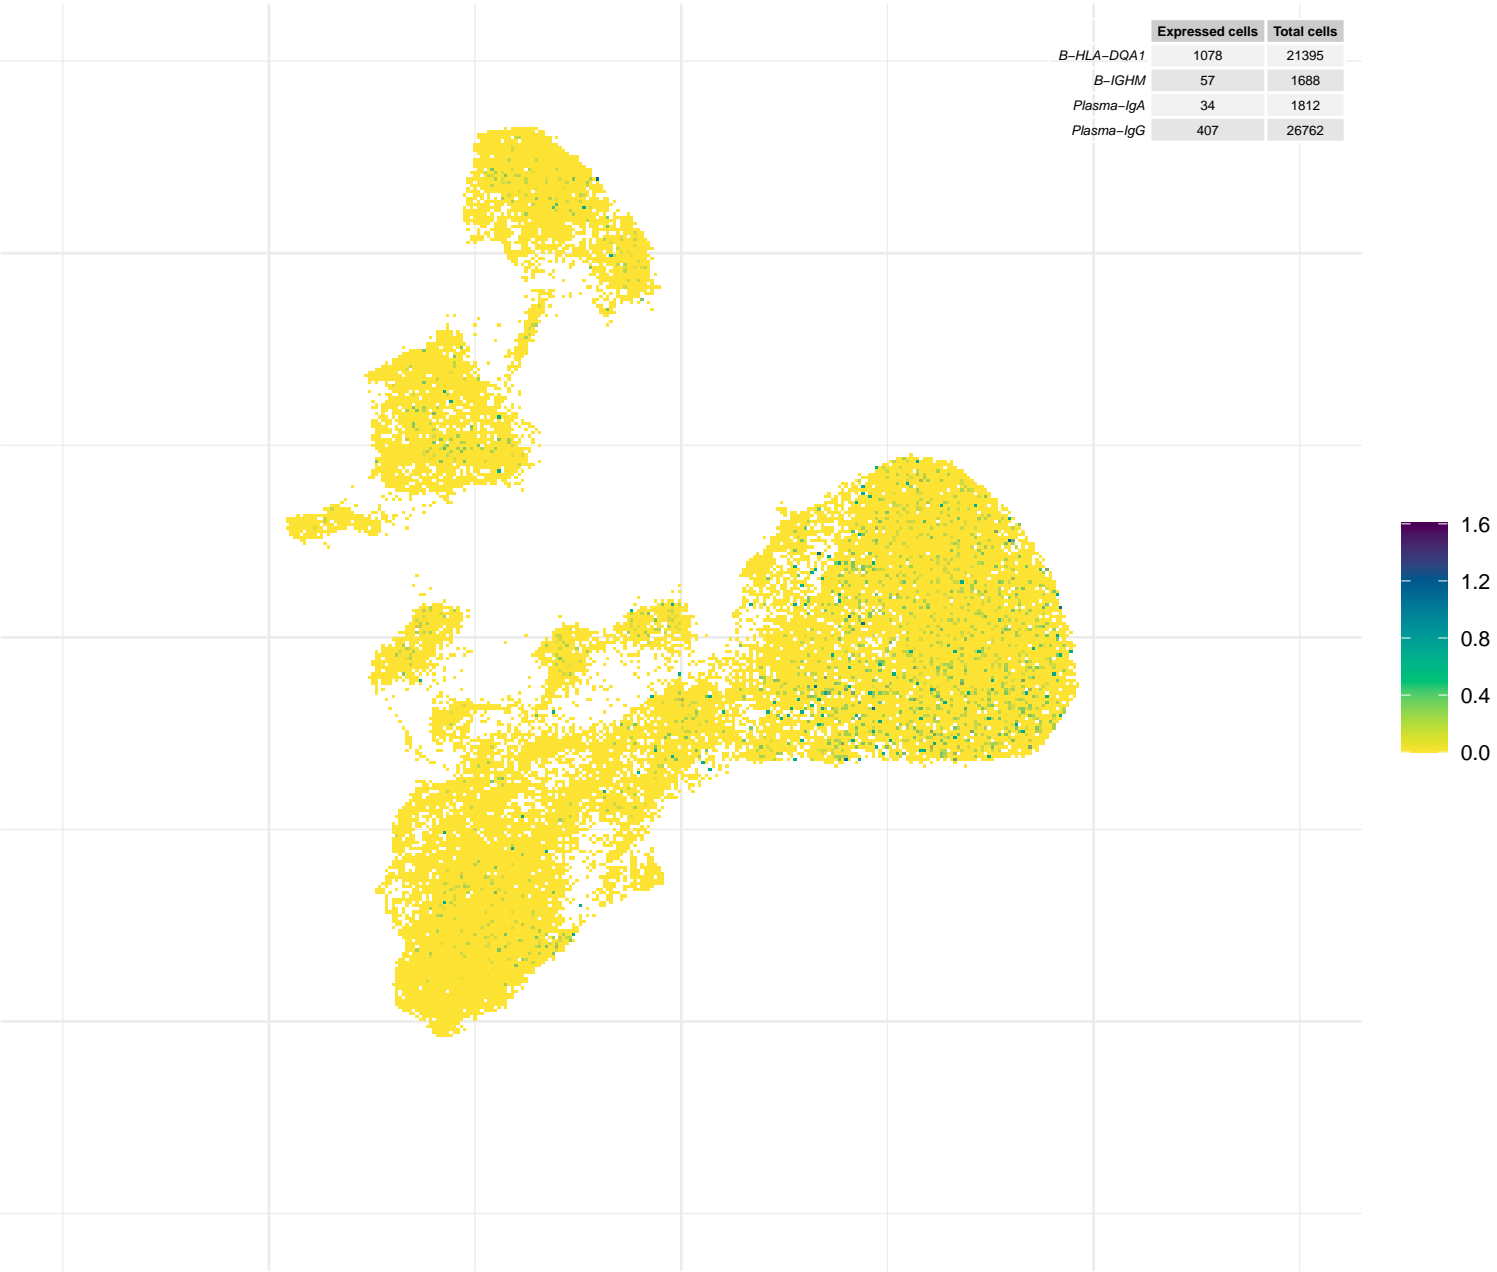 Expressed cells Total cells
B−HLA−DQA1 1078 21395
B−IGHM 57 1688
Plasma−IgA 34 1812
Plasma−IgG 407 26762
1.6
1.2
0.8
0.4
0.0